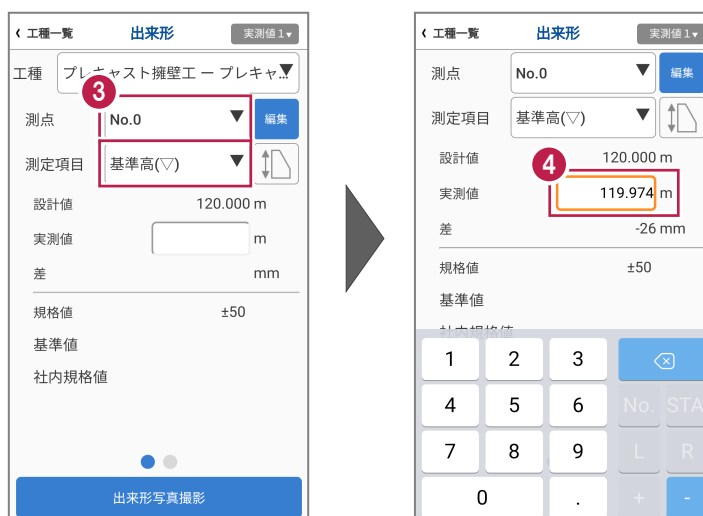 ‹ 工種一覧 出来形 実測値1▾
工種 プレキャスト擁壁工 ー プレキャ...▼
3
測点 No.0 ▼ 編集
測定項目 基準高(▽) ▼
設計値 120.000 m
実測値 m
差 mm
規格値 ±50
基準値
社内規格値
出来形写真撮影
‹ 工種一覧 出来形 実測値1▾
測点 No.0 ▼ 編集
測定項目 基準高(▽) ▼
設計値 120.000 m
4
実測値 119.974 m
差 -26 mm
規格値 ±50
基準値
社内規格値
1 2 3
4 5 6 No. STA
7 8 9 L R
0 . + -